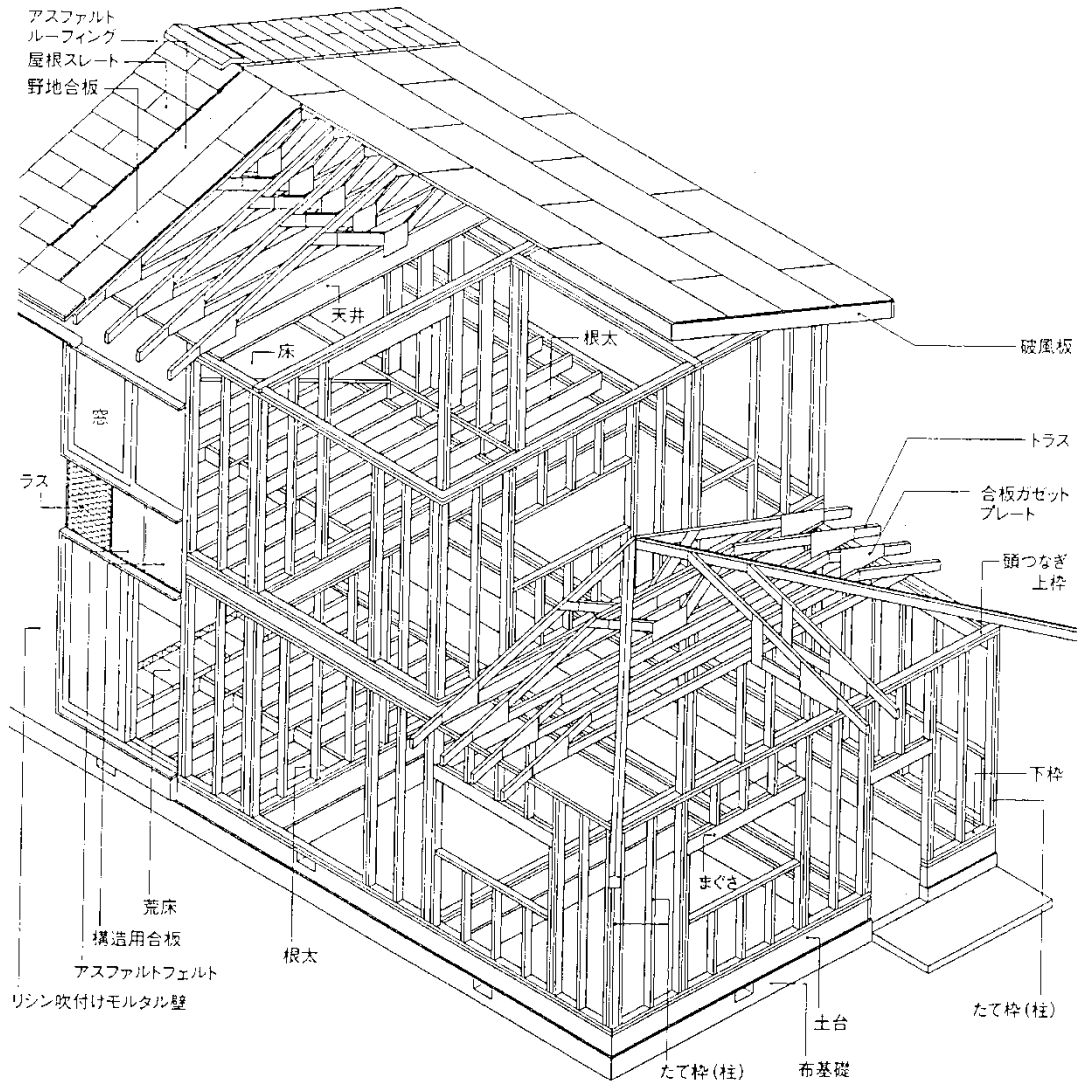 アスファルト
ルーフィング
屋根スレート
野地合板
天井
床
根太
破風板
窓
トラス
ラス
合板ガゼット
プレート
頭つなぎ
上枠
下枠
まぐさ
荒床
構造用合板
根太
アスファルトフェルト
リシン吹付けモルタル壁
たて枠(柱)
土台
たて枠(柱)
布基礎